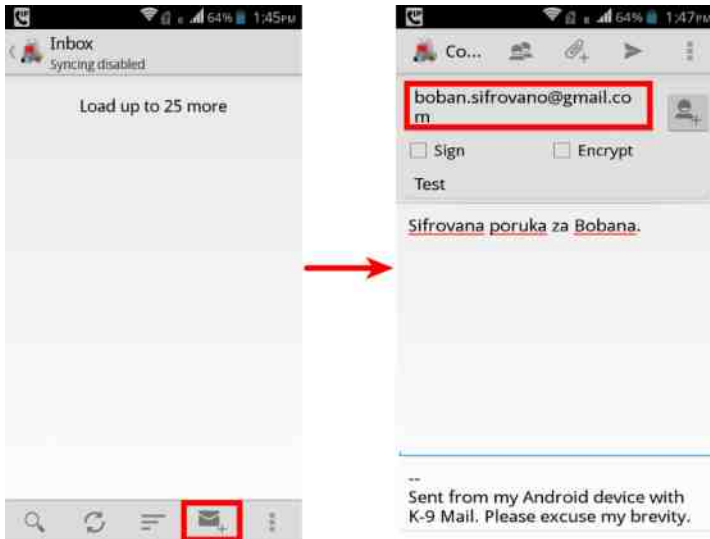 64% 1:45PM
Inbox
Syncing disabled
Load up to 25 more
64% 1:47PM
Co...
boban.sifrovano@gmail.co
m
Sign Encrypt
Test
Sifrovana poruka za Bobana.
--
Sent from my Android device with
K-9 Mail. Please excuse my brevity.